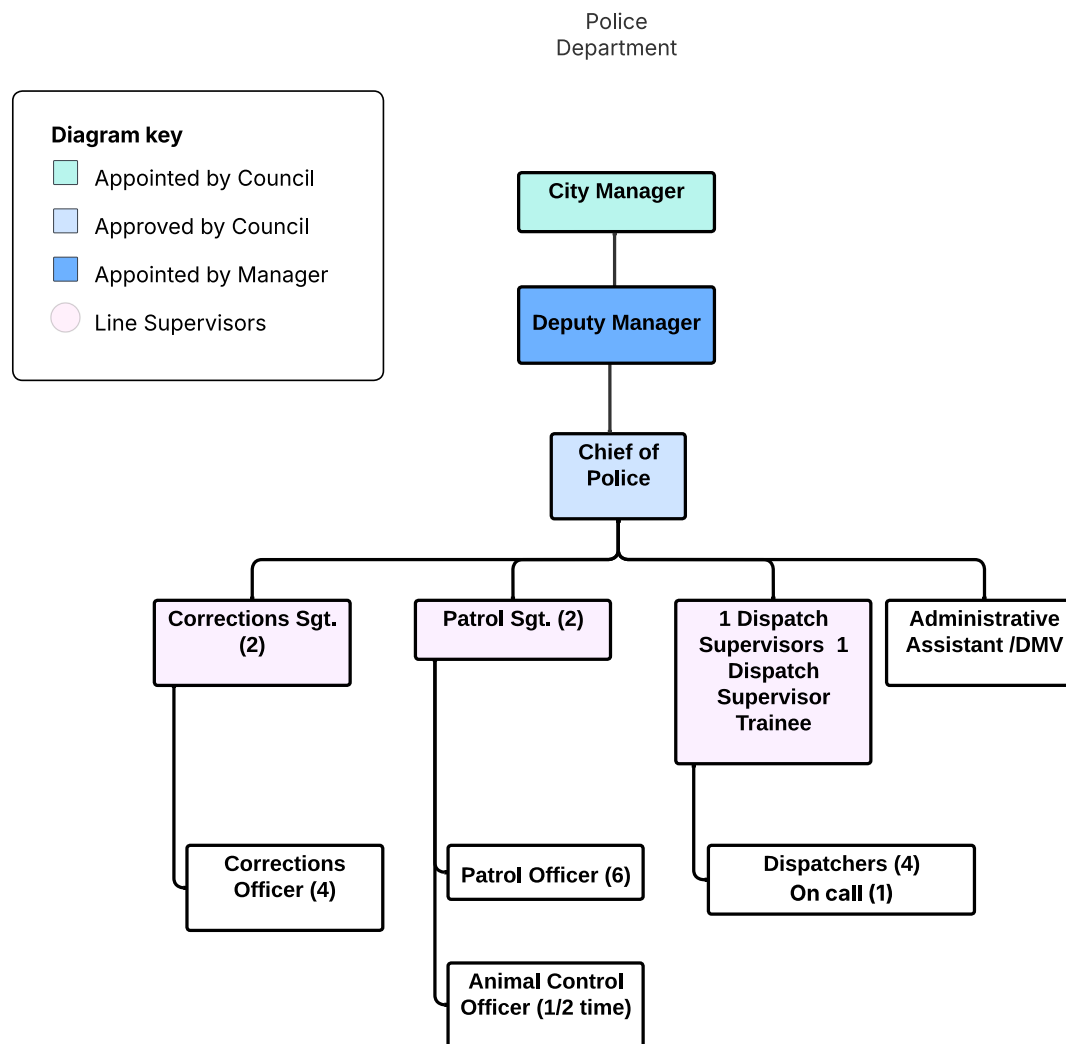 Police
Department
Diagram key
Appointed by Council
Approved by Council
Appointed by Manager
Line Supervisors
City Manager
Deputy Manager
Chief of
Police
Corrections Sgt.
(2)
Patrol Sgt. (2)
1 Dispatch
Supervisors  1
Dispatch
Supervisor
Trainee
Administrative
Assistant /DMV
Corrections
Officer (4)
Patrol Officer (6)
Dispatchers (4)
On call (1)
Animal Control
Officer (1/2 time)